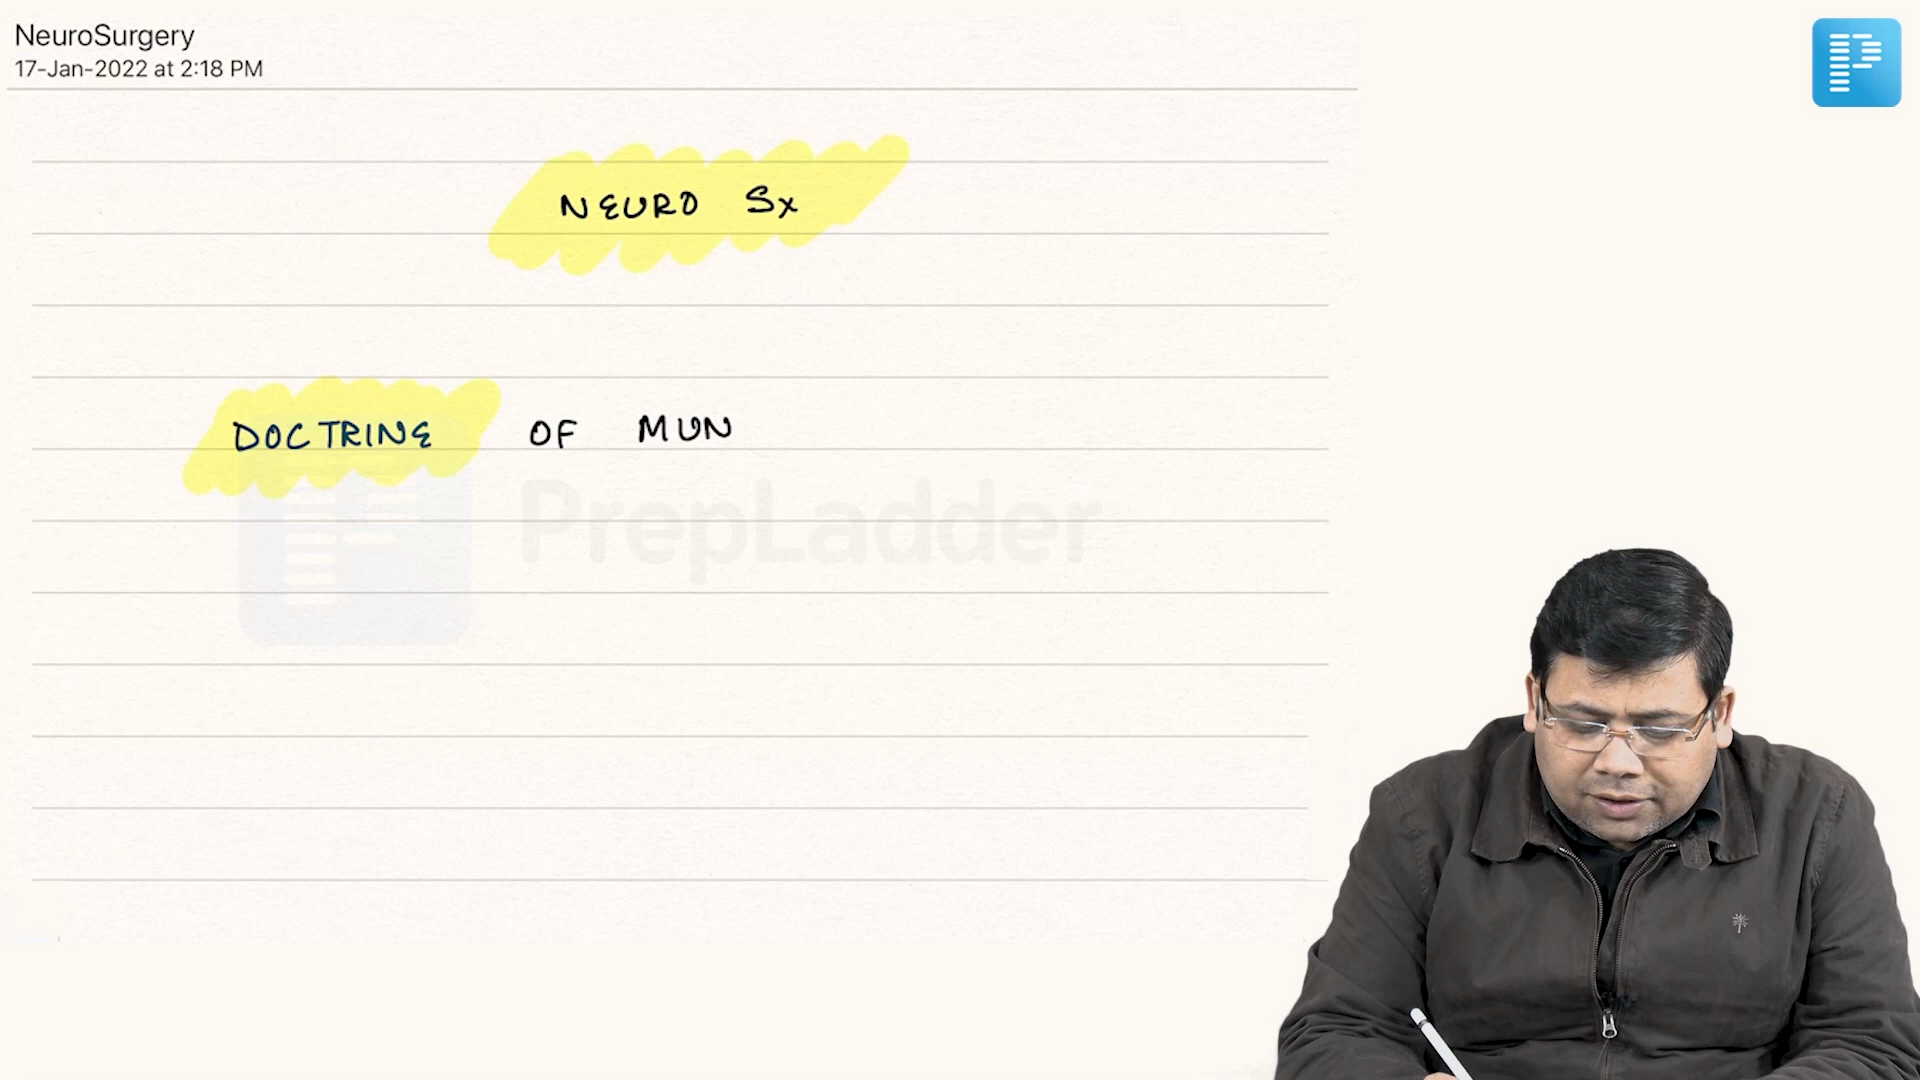 NeuroSurgery
17-Jan-2022 at 2:18 PM
NEURO Sx
DOCTRINE OF MUN
PrepLadder